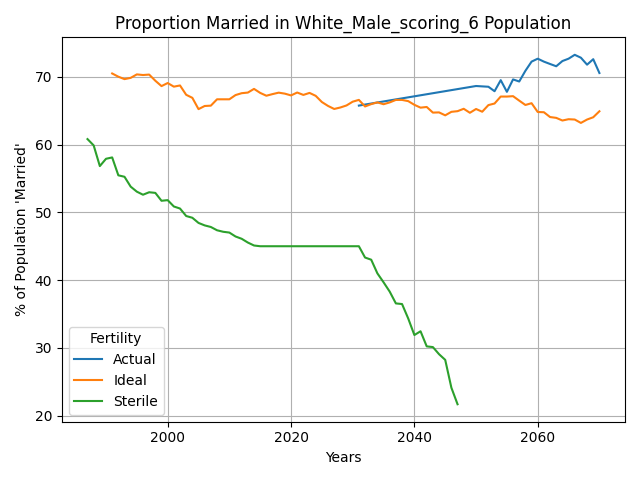 Proportion Married in White_Male_scoring_6 Population
% of Population 'Married'
70
60
50
40
30
20
Fertility
Actual
Ideal
Sterile
2000 2020 2040 2060
Years